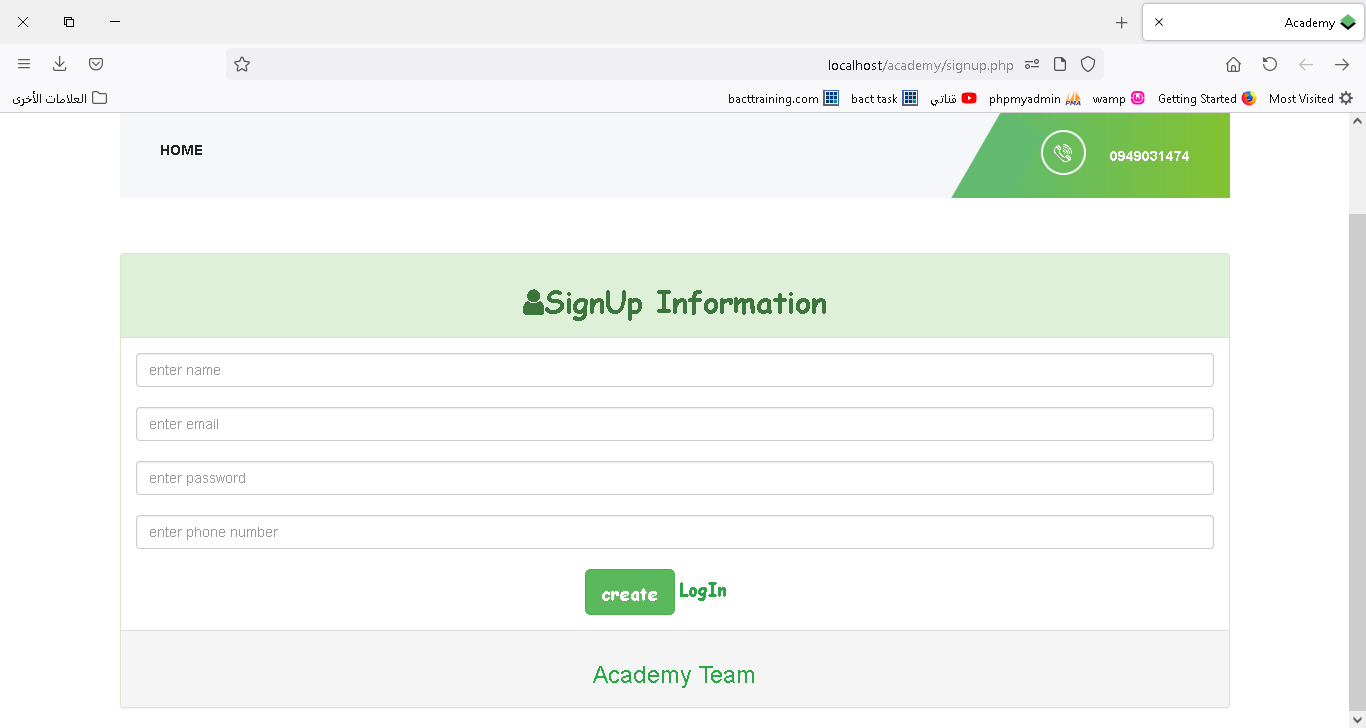 Academy
localhost/academy/signup.php
العلامات الأخرى
bacttraining.com
bact task
قناتي
phpmyadmin
wamp
Getting Started
Most Visited
HOME
0949031474
SignUp Information
enter name
enter email
enter password
enter phone number
create LogIn
Academy Team